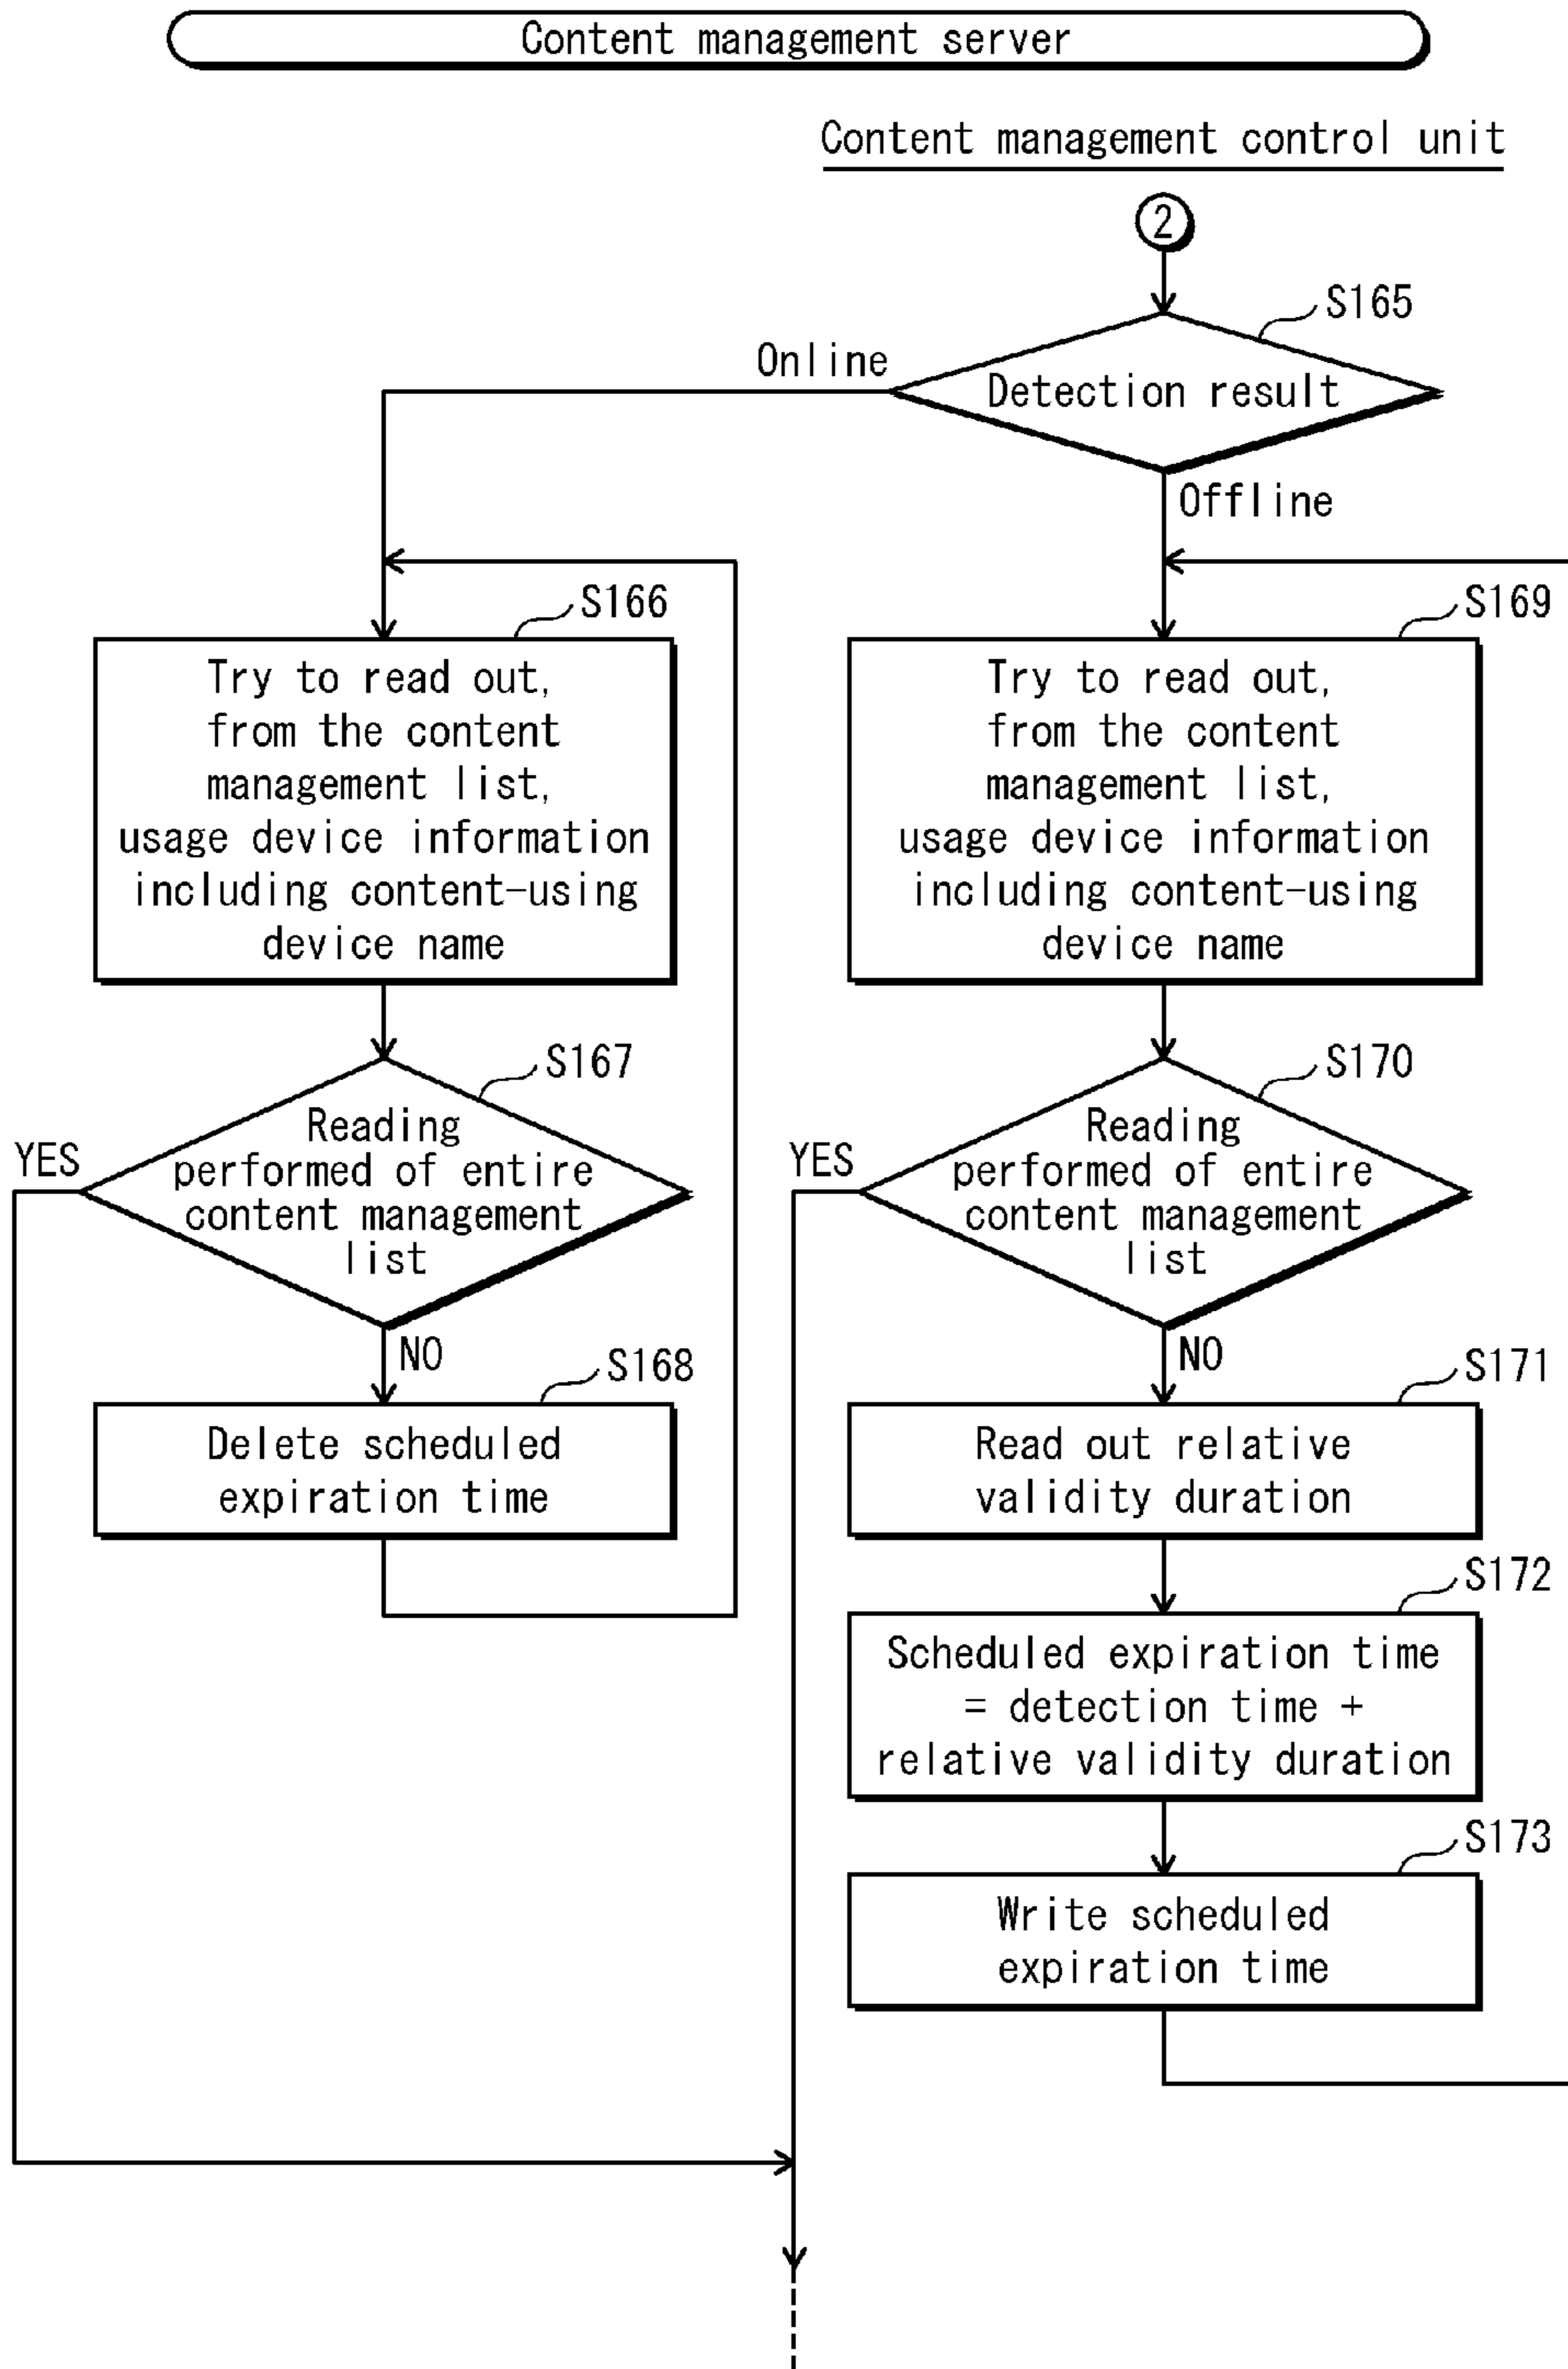 Content management server
Content management control unit
2
S165
Online
Detection result
Offline
S166
Try to read out,
from the content
management list,
usage device information
including content-using
device name
S169
Try to read out,
from the content
management list,
usage device information
including content-using
device name
S167
YES
Reading
performed of entire
content management
list
NO
S170
YES
Reading
performed of entire
content management
list
NO
S168
Delete scheduled
expiration time
S171
Read out relative
validity duration
S172
Scheduled expiration time
= detection time +
relative validity duration
S173
Write scheduled
expiration time